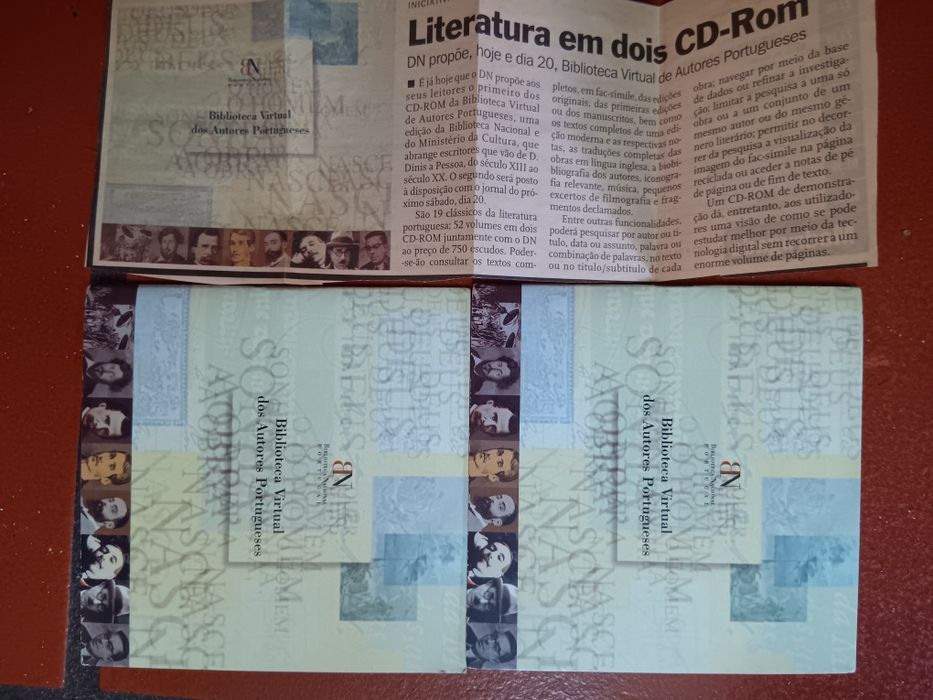 INICIATIV
Literatura em dois CD-Rom
DN propõe, hoje e dia 20, Biblioteca Virtual de Autores Portugueses
BN
Biblioteca Virtual
dos Autores Portugueses
■ É já hoje que o DN propõe aos
seus leitores o primeiro dos
CD-ROM da Biblioteca Virtual
de Autores Portugueses, uma
edição da Biblioteca Nacional e
do Ministério da Cultura, que
abrange escritores que vão de D.
Dinis a Pessoa, do século XIII ao
século XX. O segundo será posto
à disposição com o jornal do pró-
ximo sábado, dia 20.
São 19 clássicos da literatura
portuguesa; 52 volumes em dois
CD-ROM juntamente com o DN
ao preço de 750 escudos. Poder-
-se-ão consultar os textos com-
pletos, em fac-símile, das edições
originais, das primeiras edições
ou dos manuscritos, bem como
os textos completos de uma edi-
ção moderna e as respectivas no-
tas, as traduções completas das
obras em língua inglesa, a biobi-
bliografia dos autores, iconogra-
fia relevante, música, pequenos
excertos de filmografia e frag-
mentos declamados.
Entre outras funcionalidades,
poderá pesquisar por autor ou tí-
tulo, data ou assunto, palavra ou
combinação de palavras, no texto
ou no título/subtítulo de cada
obra; navegar por meio da base
de dados ou refinar a investiga-
ção; limitar a pesquisa a uma só
obra ou a um conjunto de um
mesmo autor ou do mesmo gé-
nero literário; permitir no decor-
rer da pesquisa a visualização da
imagem do fac-símile na página
reciclada ou aceder a notas de pé
de página ou de fim de texto.
Um CD-ROM de demonstra-
ção dá, entretanto, aos utilizado-
res uma visão de como se pode
estudar melhor por meio da tec-
nologia digital sem recorrer a um
enorme volume de páginas.
BN
BIBLIOTECA NACIONAL
PORTUGAL
Biblioteca Virtual
dos Autores Portugueses
BN
BIBLIOTECA NACIONAL
PORTUGAL
Biblioteca Virtual
dos Autores Portugueses